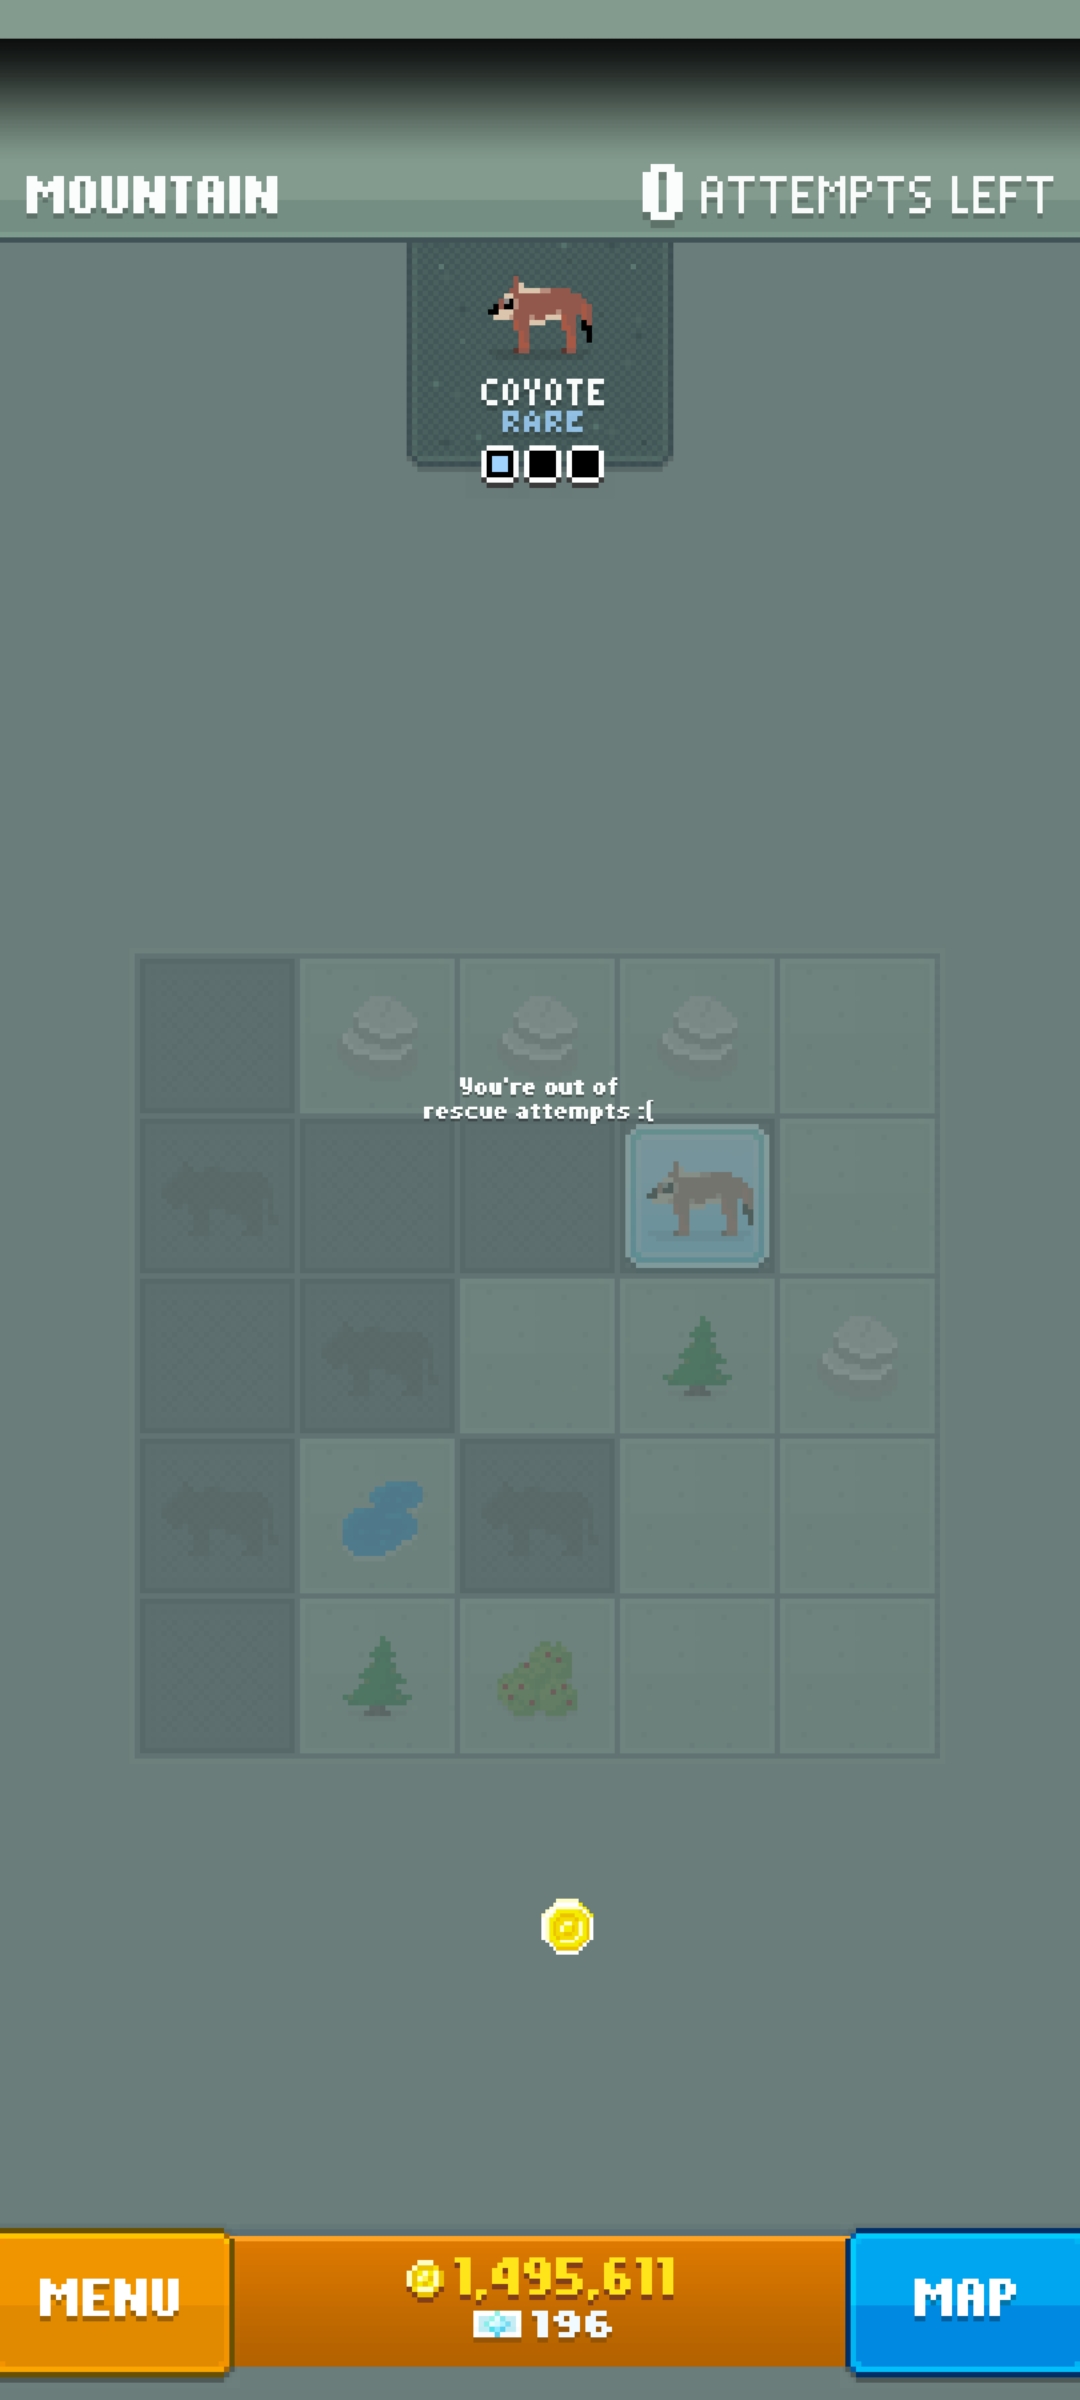 MOUNTAIN
0 ATTEMPTS LEFT
COYOTE
RARE
You're out of
rescue attempts :(
MENU
1,495,611
196
MAP